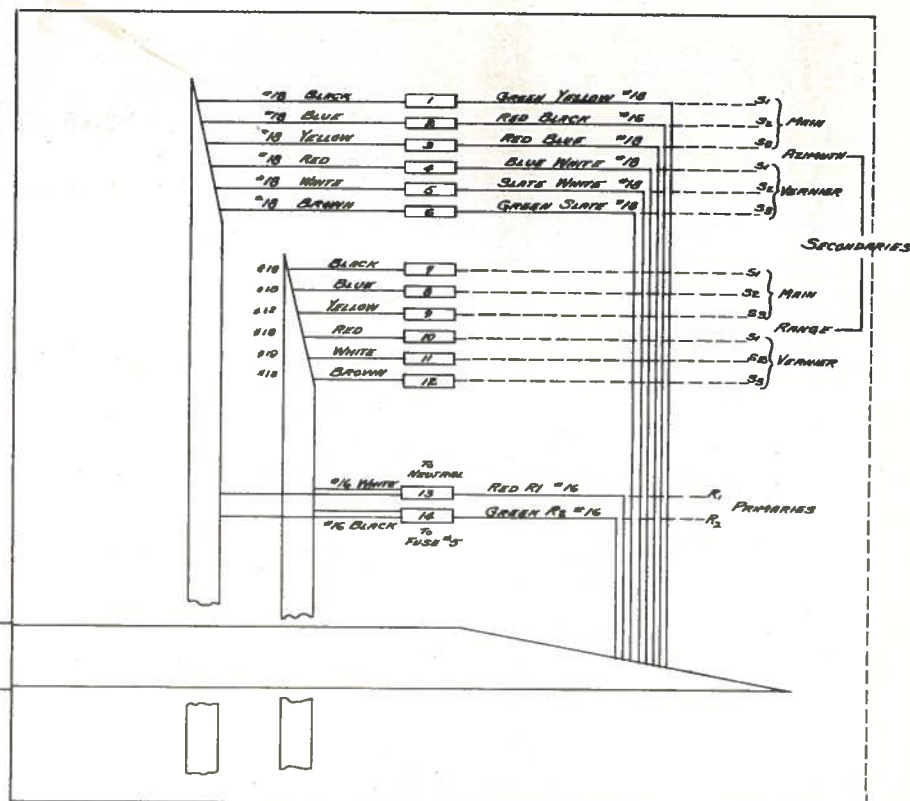 #18 BLACK 1 GREEN YELLOW #18 S1
#18 BLUE 2 RED BLACK #16 S2 MAIN
#18 YELLOW 3 RED BLUE #18 S3
AZIMUTH
#18 RED 4 BLUE WHITE #18 S1
#18 WHITE 5 SLATE WHITE #18 S2 VERNIER
#18 BROWN 6 GREEN SLATE #18 S3
SECONDARIES
#18 BLACK 7 S1
#18 BLUE 8 S2 MAIN
YELLOW 9 S3
RANGE
#18 RED 10 S1
WHITE 11 VERNIER
#18 BROWN 12 S3
TO
NEUTRAL
#16 WHITE 13 RED R1 #16 R1
PRIMARIES
#16 BLACK 14 GREEN R2 #16 R2
TO
FUSE #5